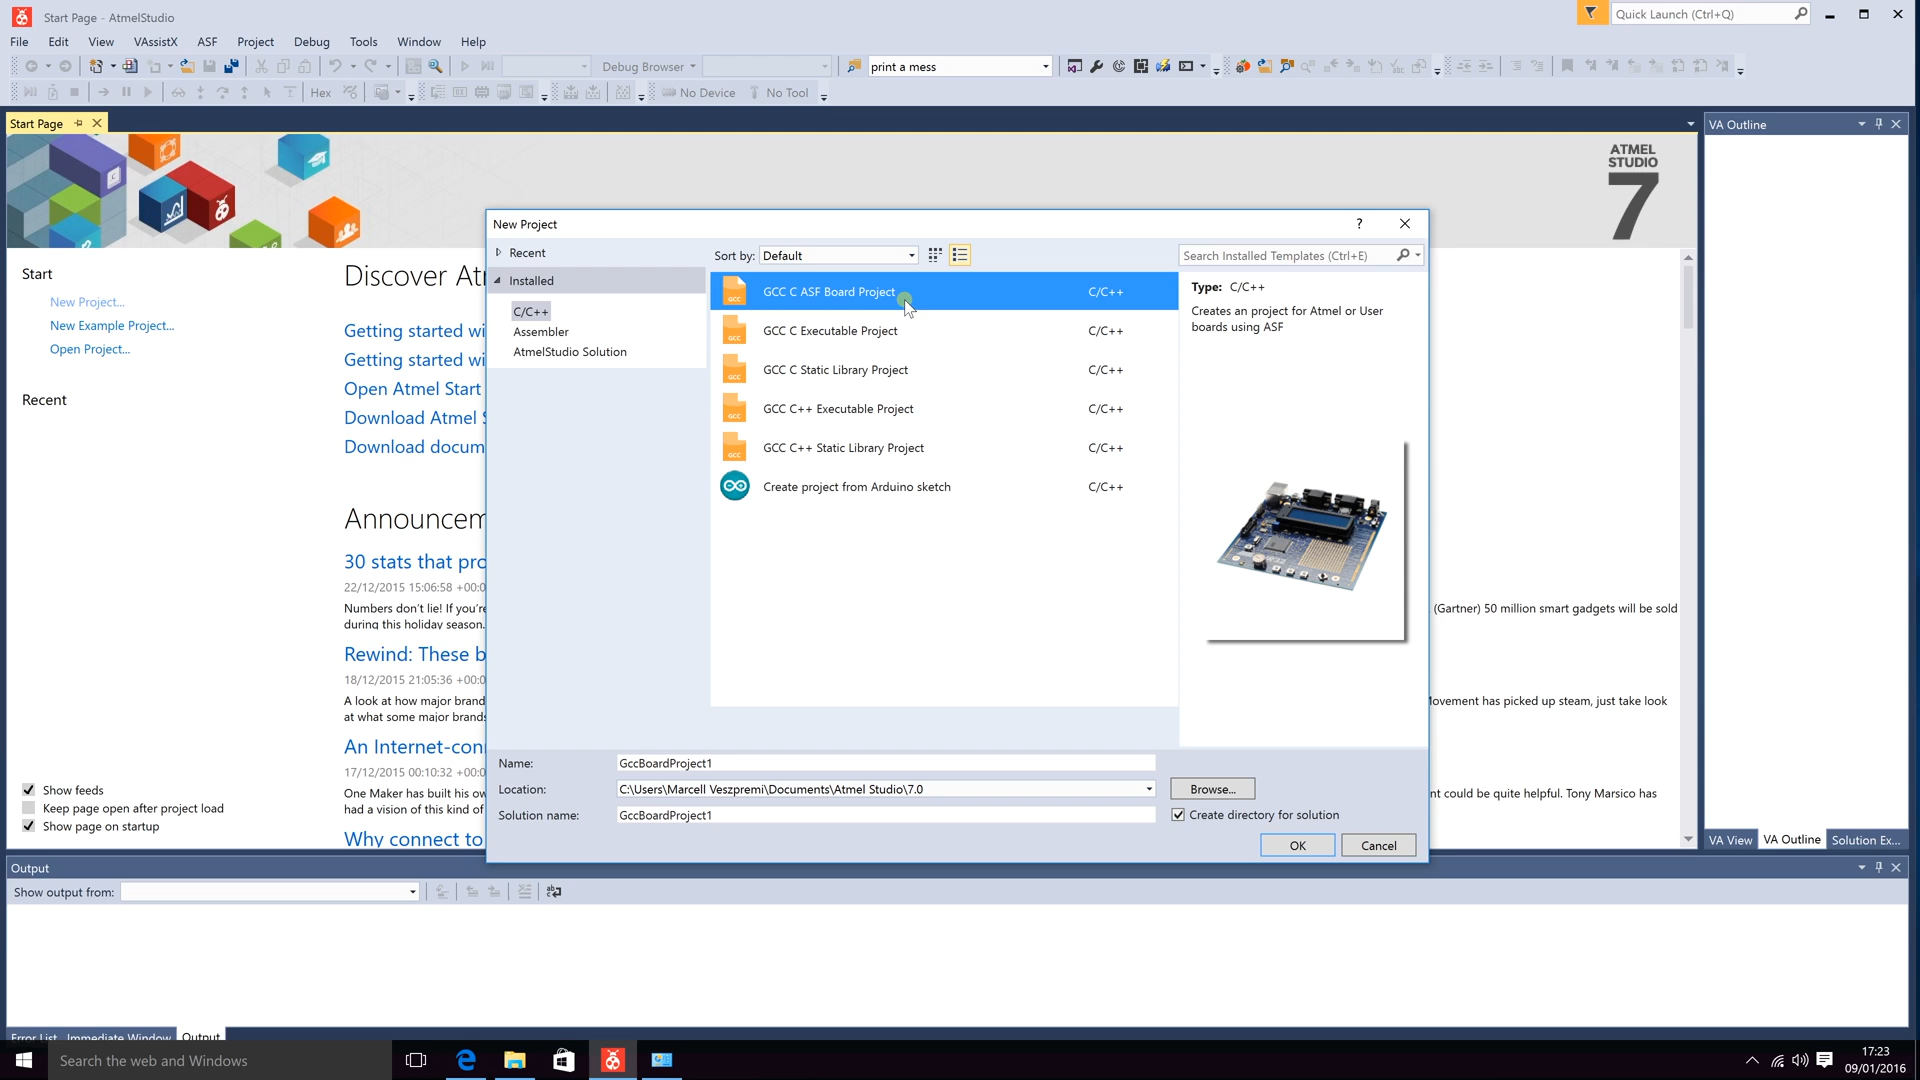 Start Page - AtmelStudio
Quick Launch (Ctrl+Q)
File Edit View VAssistX ASF Project Debug Tools Window Help
Debug Browser
print a mess
Hex
No Device
No Tool
Start Page
VA Outline
ATMEL
STUDIO
7
Start
New Project...
New Example Project...
Open Project...
Recent
Discover At
Getting started wi
Getting started wi
Open Atmel Start
Download Atmel S
Download docum
Announcem
30 stats that pro
22/12/2015 15:06:58 +00:0
Numbers don't lie! If you're
during this holiday season.
(Gartner) 50 million smart gadgets will be sold
Rewind: These b
18/12/2015 21:05:36 +00:0
A look at how major brand
at what some major brands
Movement has picked up steam, just take look
An Internet-conn
17/12/2015 00:10:32 +00:0
One Maker has built his ow
had a vision of this kind of
nt could be quite helpful. Tony Marsico has
Why connect to
Show feeds
Keep page open after project load
Show page on startup
New Project
?
Recent
Installed
C/C++
Assembler
AtmelStudio Solution
Sort by: Default
Search Installed Templates (Ctrl+E)
GCC C ASF Board Project C/C++
GCC C Executable Project C/C++
GCC C Static Library Project C/C++
GCC C++ Executable Project C/C++
GCC C++ Static Library Project C/C++
Create project from Arduino sketch C/C++
Type: C/C++
Creates an project for Atmel or User
boards using ASF
Name: GccBoardProject1
Location: C:\Users\Marcell Veszpremi\Documents\Atmel Studio\7.0
Browse...
Solution name: GccBoardProject1
Create directory for solution
OK
Cancel
VA View VA Outline Solution Ex...
Output
Show output from:
Error List Immediate Window Output
Search the web and Windows
17:23
09/01/2016